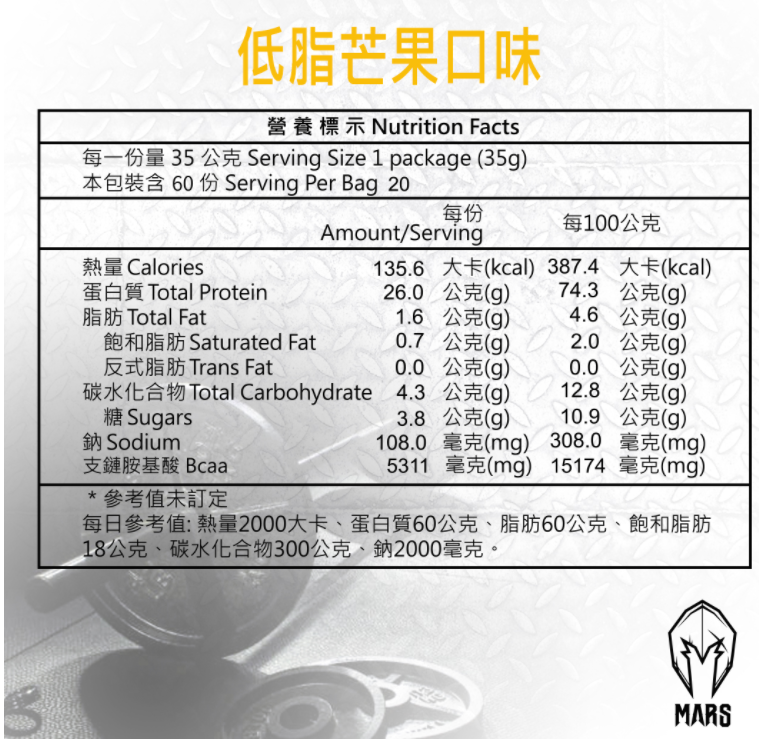 低脂芒果口味
營養標示 Nutrition Facts
每一份量 35 公克 Serving Size 1 package (35g)
本包裝含 60 份 Serving Per Bag 20
每份 每100公克
Amount/Serving
熱量 Calories 135.6 大卡(kcal) 387.4 大卡(kcal)
蛋白質 Total Protein 26.0 公克(g) 74.3 公克(g)
脂肪 Total Fat 1.6 公克(g) 4.6 公克(g)
飽和脂肪 Saturated Fat 0.7 公克(g) 2.0 公克(g)
反式脂肪 Trans Fat 0.0 公克(g) 0.0 公克(g)
碳水化合物 Total Carbohydrate 4.3 公克(g) 12.8 公克(g)
糖 Sugars 3.8 公克(g) 10.9 公克(g)
鈉 Sodium 108.0 毫克(mg) 308.0 毫克(mg)
支鏈胺基酸 Bcaa 5311 毫克(mg) 15174 毫克(mg)
* 參考值未訂定
每日參考值: 熱量2000大卡、蛋白質60公克、脂肪60公克、飽和脂肪
18公克、碳水化合物300公克、鈉2000毫克。
MARS